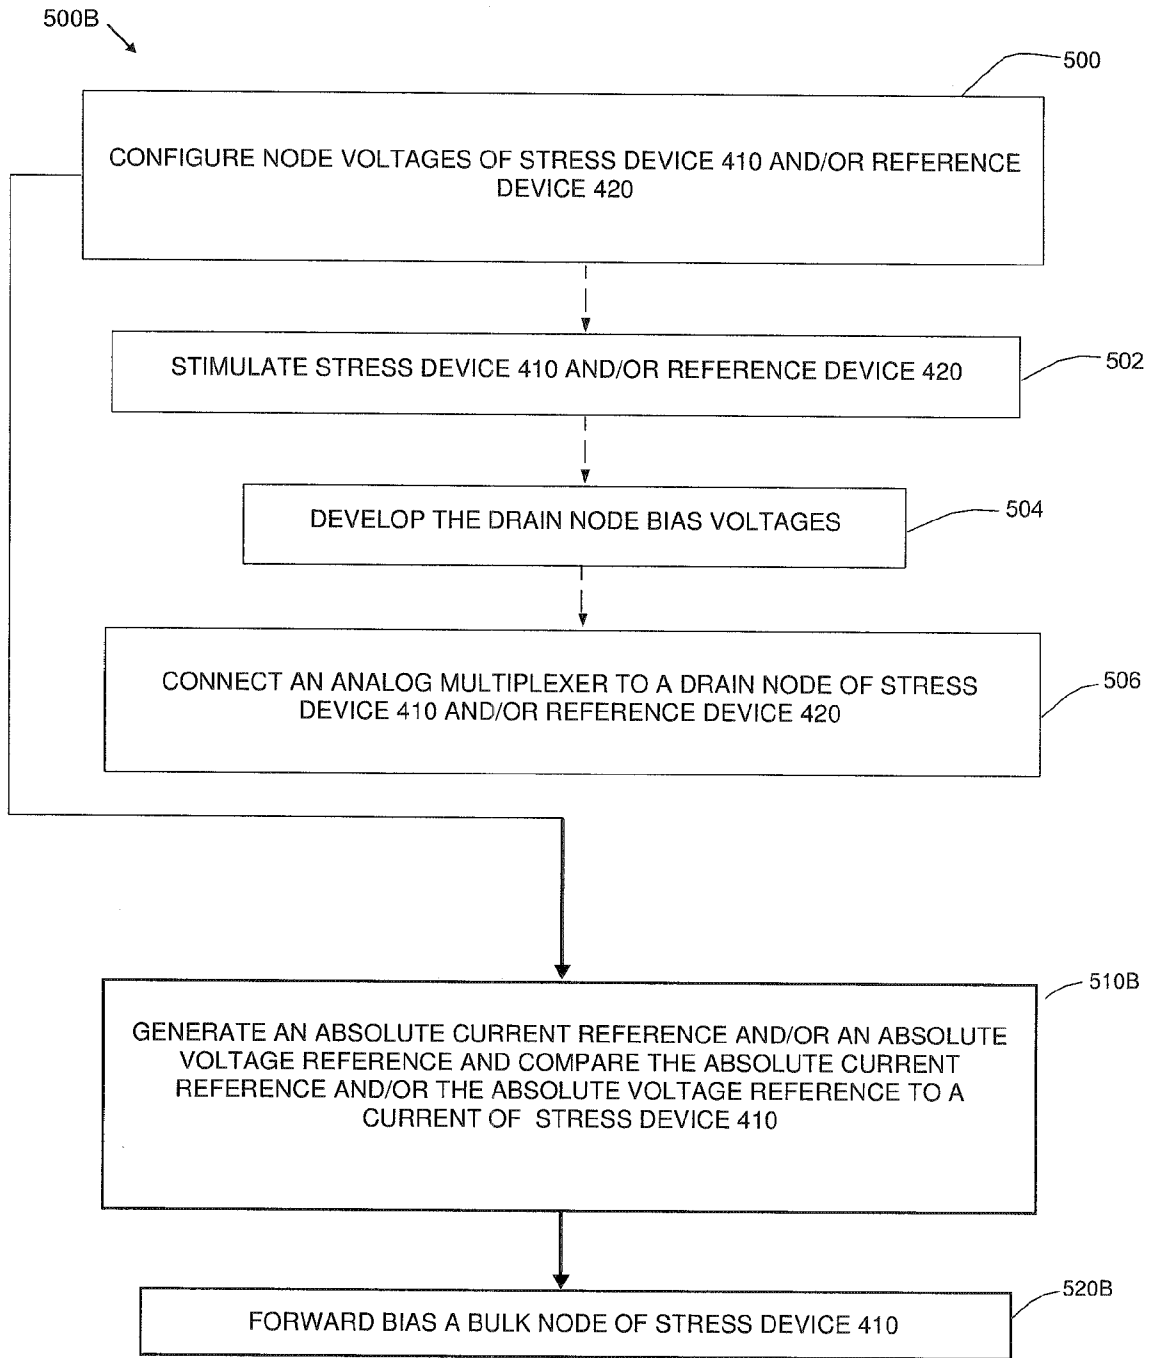 500B
500
CONFIGURE NODE VOLTAGES OF STRESS DEVICE 410 AND/OR REFERENCE
DEVICE 420
STIMULATE STRESS DEVICE 410 AND/OR REFERENCE DEVICE 420
502
DEVELOP THE DRAIN NODE BIAS VOLTAGES
504
CONNECT AN ANALOG MULTIPLEXER TO A DRAIN NODE OF STRESS
DEVICE 410 AND/OR REFERENCE DEVICE 420
506
510B
GENERATE AN ABSOLUTE CURRENT REFERENCE AND/OR AN ABSOLUTE
VOLTAGE REFERENCE AND COMPARE THE ABSOLUTE CURRENT
REFERENCE AND/OR THE ABSOLUTE VOLTAGE REFERENCE TO A
CURRENT OF STRESS DEVICE 410
520B
FORWARD BIAS A BULK NODE OF STRESS DEVICE 410